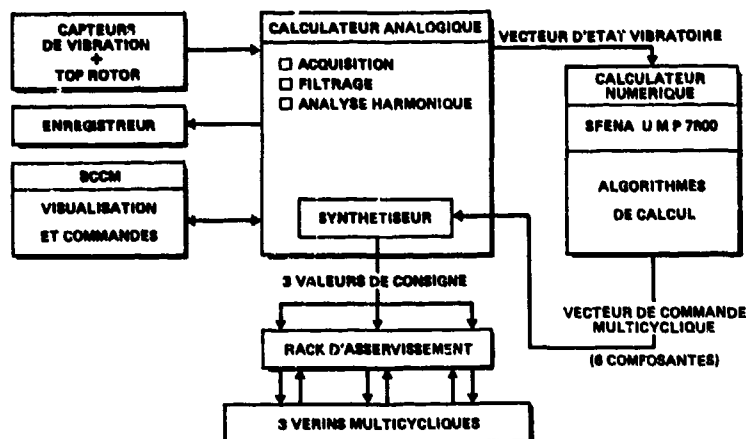 CAPTEURS
DE VIBRATION
+
TOP ROTOR
ENREGISTREUR
BCCM
VISUALISATION
ET COMMANDES
CALCULATEUR ANALOGIQUE
ACQUISITION
FILTRAGE
ANALYSE HARMONIQUE
SYNTHETISEUR
VECTEUR D'ETAT VIBRATOIRE
CALCULATEUR
NUMERIQUE
SFENA U M P 7800
ALGORITHMES
DE CALCUL
3 VALEURS DE CONSIGNE
VECTEUR DE COMMANDE
MULTICYCLIQUE
(6 COMPOSANTES)
RACK D'ASSERVISSEMENT
3 VERINS MULTICYCLIQUES